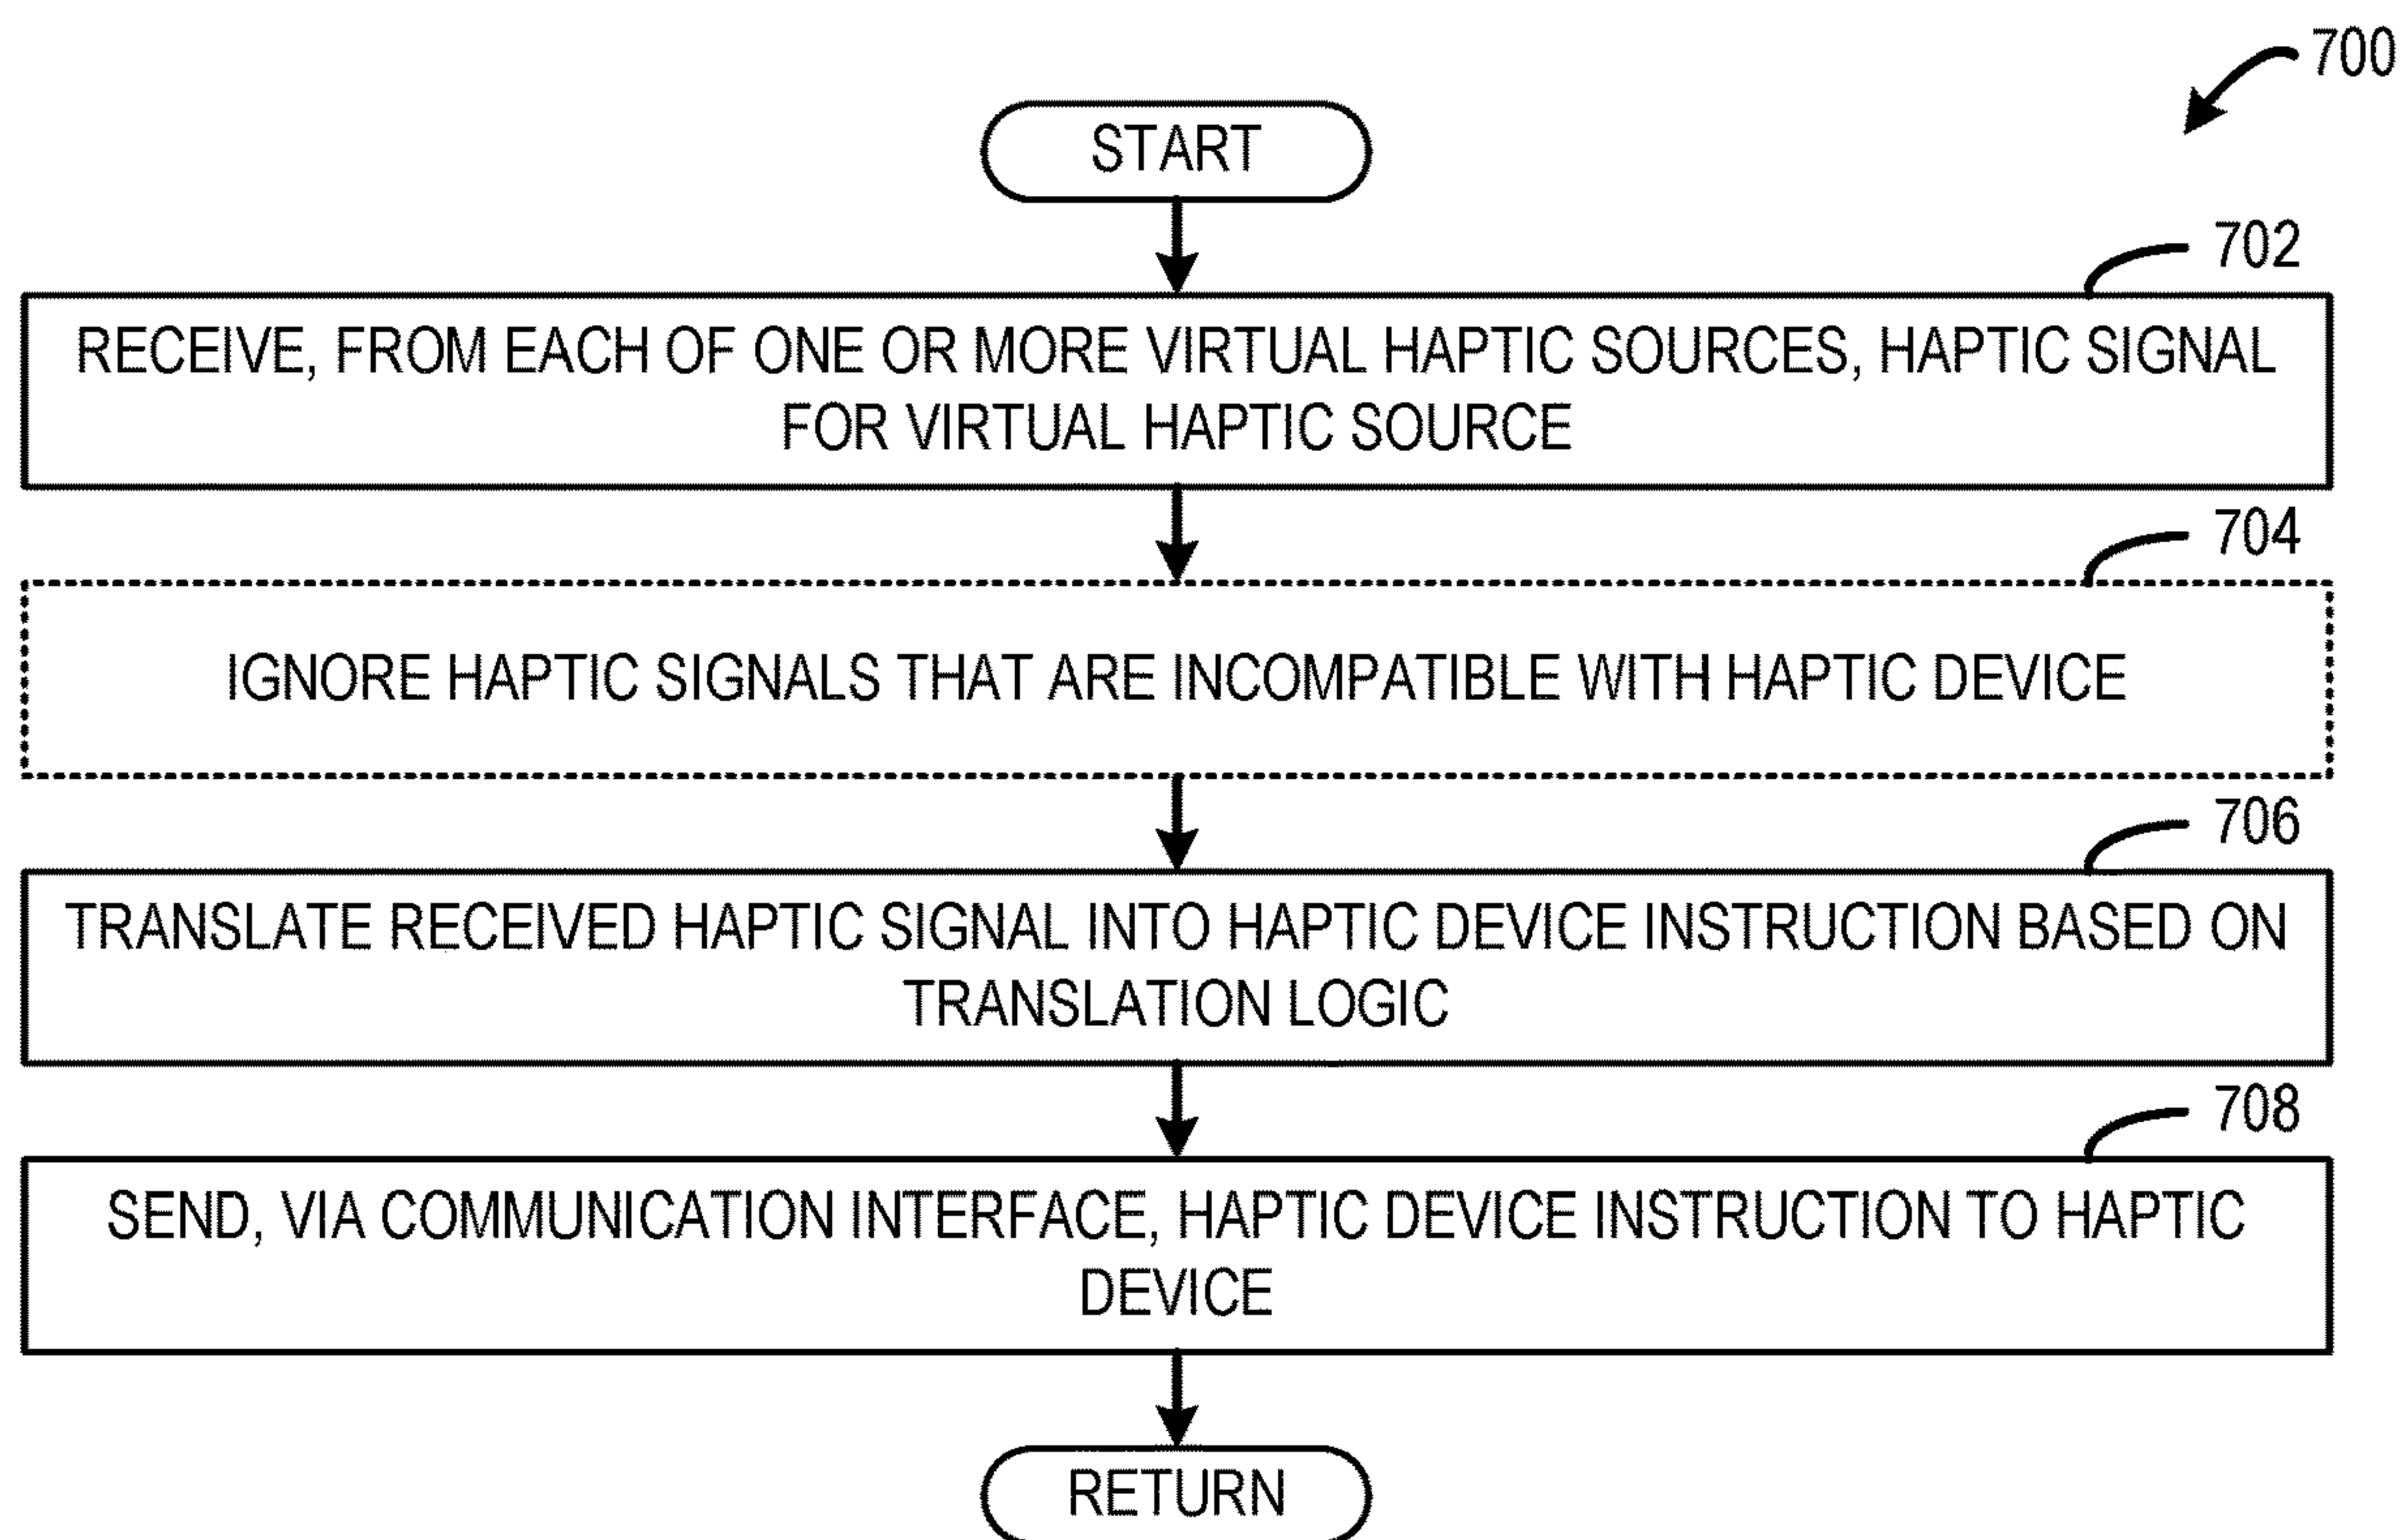 700
START
702
RECEIVE, FROM EACH OF ONE OR MORE VIRTUAL HAPTIC SOURCES, HAPTIC SIGNAL
FOR VIRTUAL HAPTIC SOURCE
704
IGNORE HAPTIC SIGNALS THAT ARE INCOMPATIBLE WITH HAPTIC DEVICE
706
TRANSLATE RECEIVED HAPTIC SIGNAL INTO HAPTIC DEVICE INSTRUCTION BASED ON
TRANSLATION LOGIC
708
SEND, VIA COMMUNICATION INTERFACE, HAPTIC DEVICE INSTRUCTION TO HAPTIC
DEVICE
RETURN